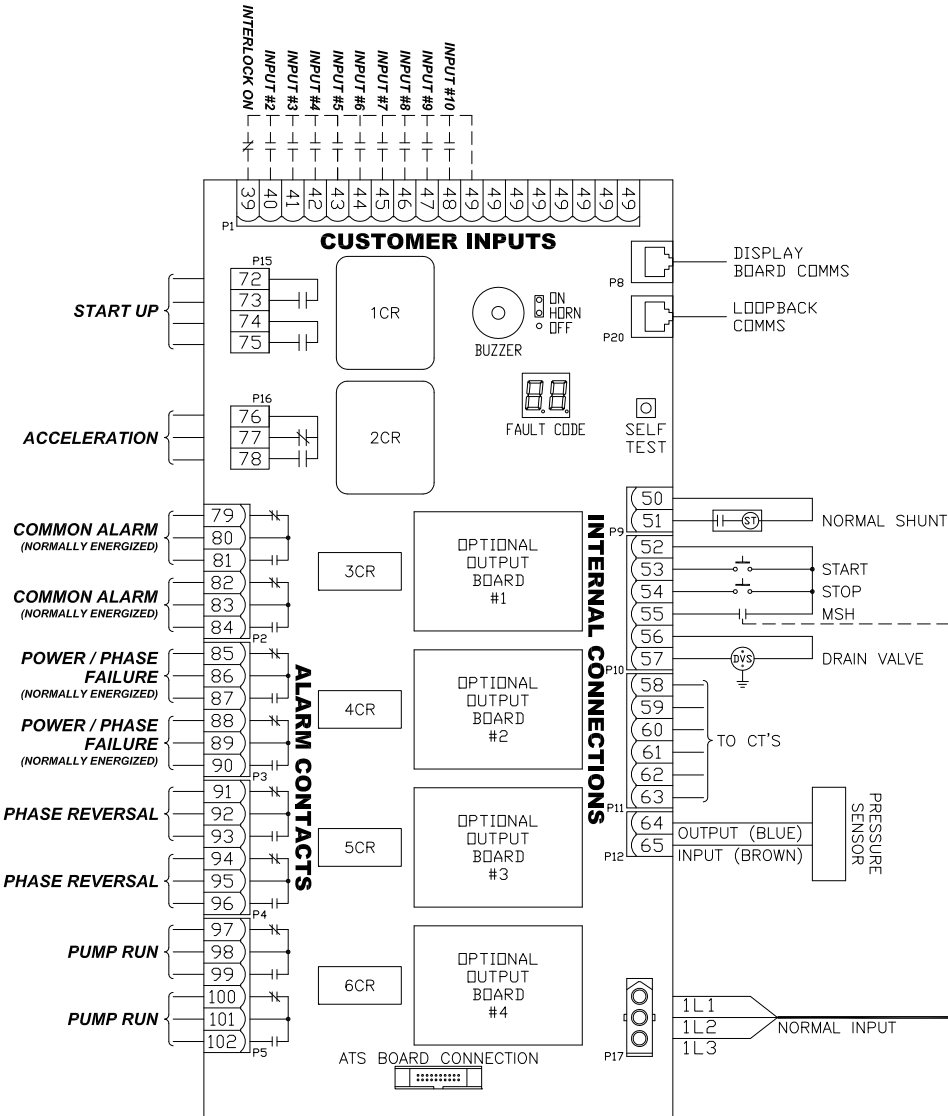 INTERLOCK ON
INPUT #2
INPUT #3
INPUT #4
INPUT #5
INPUT #6
INPUT #7
INPUT #8
INPUT #9
INPUT #10
39 40 41 42 43 44 45 46 47 48 49 49 49 49 49 49 49 49
P1
CUSTOMER INPUTS
P15
START UP
72
73
74
75
1CR
BUZZER
ON
HORN
OFF
P8
DISPLAY
BOARD COMMS
P20
LOOPBACK
COMMS
P16
ACCELERATION
76
77
78
2CR
FAULT CODE
SELF
TEST
COMMON ALARM
(NORMALLY ENERGIZED)
79
80
81
COMMON ALARM
(NORMALLY ENERGIZED)
82
83
84
P2
POWER / PHASE
FAILURE
(NORMALLY ENERGIZED)
85
86
87
POWER / PHASE
FAILURE
(NORMALLY ENERGIZED)
88
89
90
P3
PHASE REVERSAL
91
92
93
PHASE REVERSAL
94
95
96
P4
PUMP RUN
97
98
99
PUMP RUN
100
101
102
P5
ALARM CONTACTS
3CR
4CR
5CR
6CR
OPTIONAL
OUTPUT
BOARD
#1
OPTIONAL
OUTPUT
BOARD
#2
OPTIONAL
OUTPUT
BOARD
#3
OPTIONAL
OUTPUT
BOARD
#4
ATS BOARD CONNECTION
INTERNAL CONNECTIONS
50
51
P9
ST
NORMAL SHUNT
52
53
START
54
STOP
55
MSH
56
57
P10
DVS
DRAIN VALVE
58
59
60
61
62
63
P11
TO CT'S
64
65
P12
OUTPUT (BLUE)
INPUT (BROWN)
PRESSURE
SENSOR
P17
1L1
1L2
1L3
NORMAL INPUT